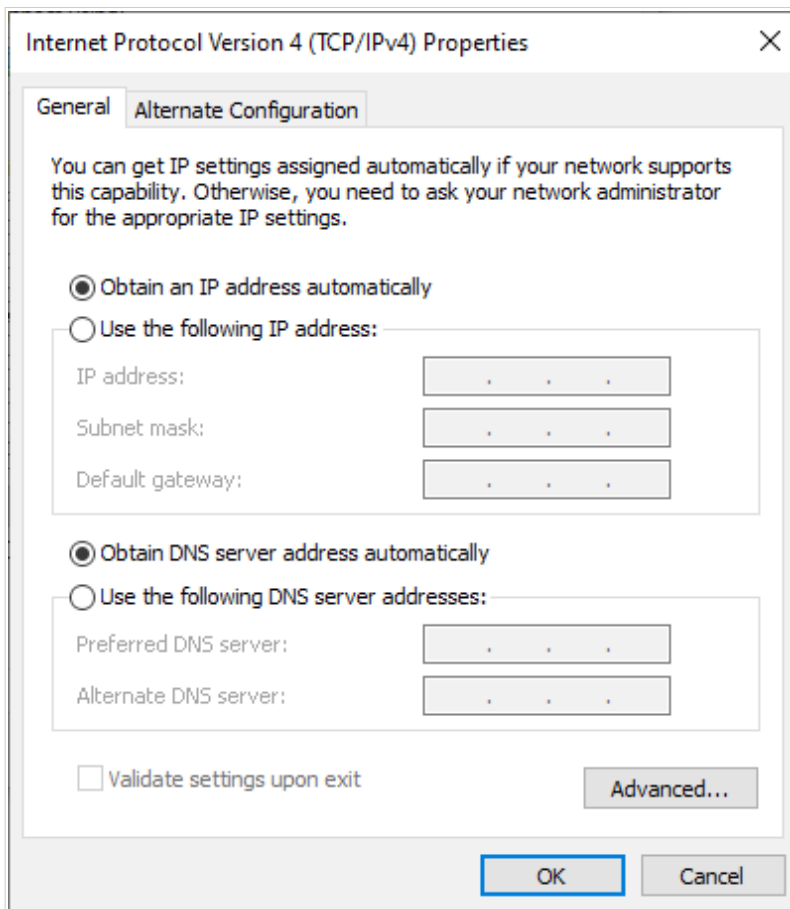 Internet Protocol Version 4 (TCP/IPv4) Properties
General
Alternate Configuration
You can get IP settings assigned automatically if your network supports
this capability. Otherwise, you need to ask your network administrator
for the appropriate IP settings.
Obtain an IP address automatically
Use the following IP address:
IP address:
. . .
Subnet mask:
. . .
Default gateway:
. . .
Obtain DNS server address automatically
Use the following DNS server addresses:
Preferred DNS server:
. . .
Alternate DNS server:
. . .
Validate settings upon exit
Advanced...
OK
Cancel